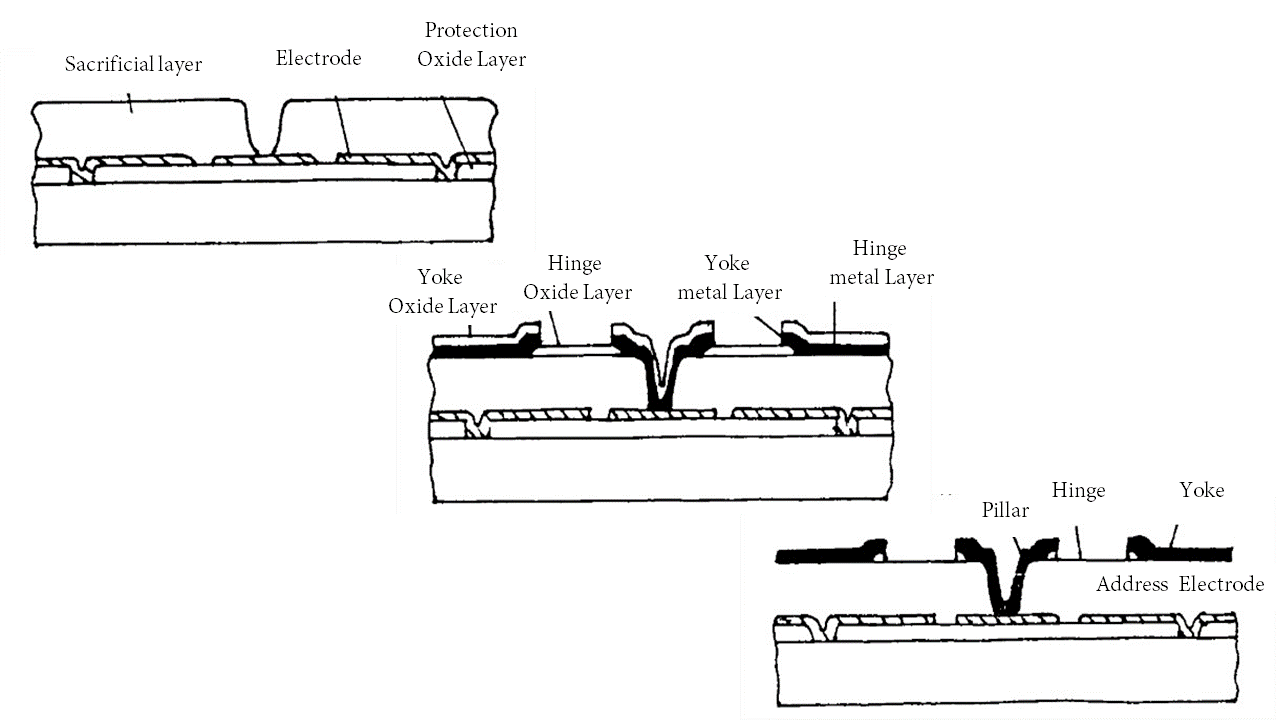 Sacrificial layer
Electrode
Protection
Oxide Layer
Yoke
Oxide Layer
Hinge
Oxide Layer
Yoke
metal Layer
Hinge
metal Layer
Pillar
Hinge
Yoke
Address Electrode